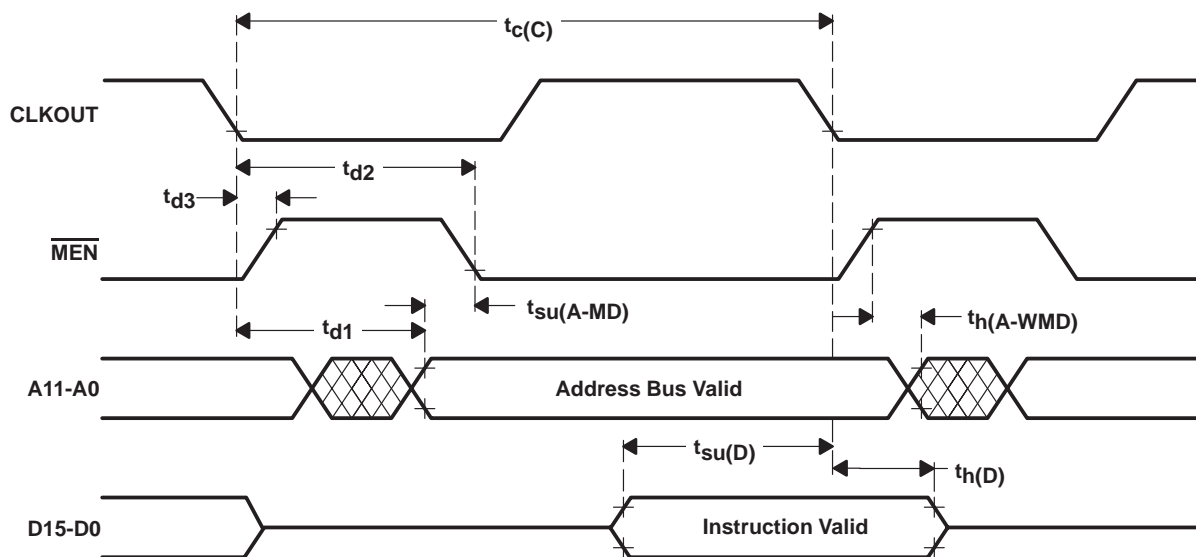 tc(C)
CLKOUT
td2
td3
MEN
tsu(A-MD)
td1
th(A-WMD)
A11-A0
Address Bus Valid
tsu(D)
th(D)
D15-D0
Instruction Valid